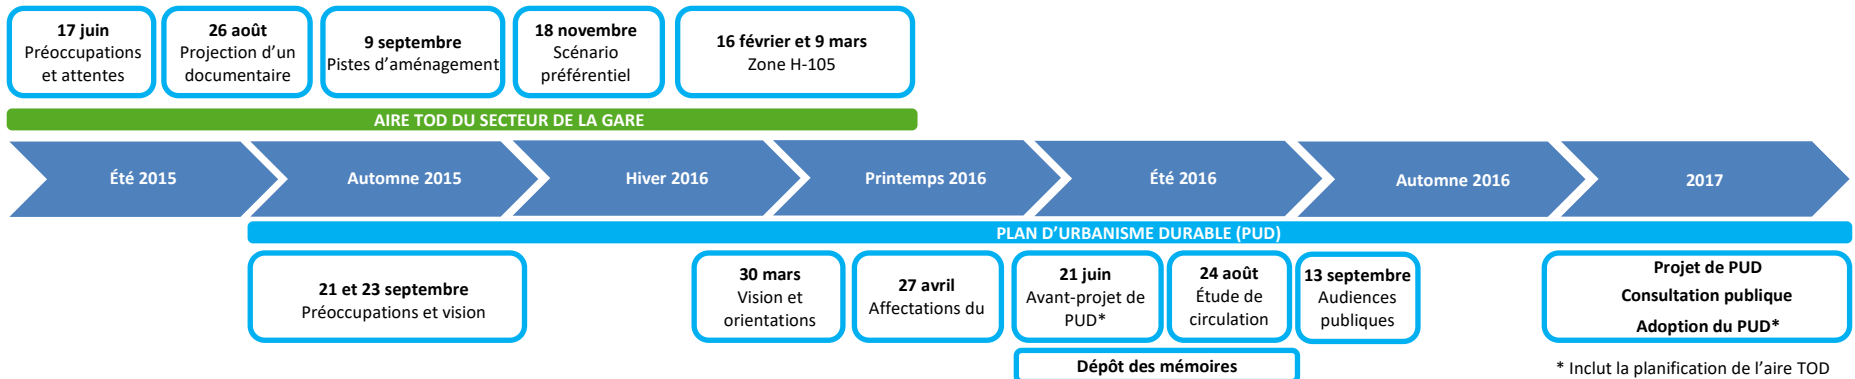 17 juin
Préoccupations
et attentes
26 août
Projection d’un
documentaire
9 septembre
Pistes d’aménagement
18 novembre
Scénario
préférentiel
16 février et 9 mars
Zone H-105
AIRE TOD DU SECTEUR DE LA GARE
Été 2015
Automne 2015
Hiver 2016
Printemps 2016
Été 2016
Automne 2016
2017
PLAN D’URBANISME DURABLE (PUD)
21 et 23 septembre
Préoccupations et vision
30 mars
Vision et
orientations
27 avril
Affectations du
21 juin
Avant-projet de
PUD*
24 août
Étude de
circulation
13 septembre
Audiences
publiques
Projet de PUD
Consultation publique
Adoption du PUD*
Dépôt des mémoires
* Inclut la planification de l’aire TOD